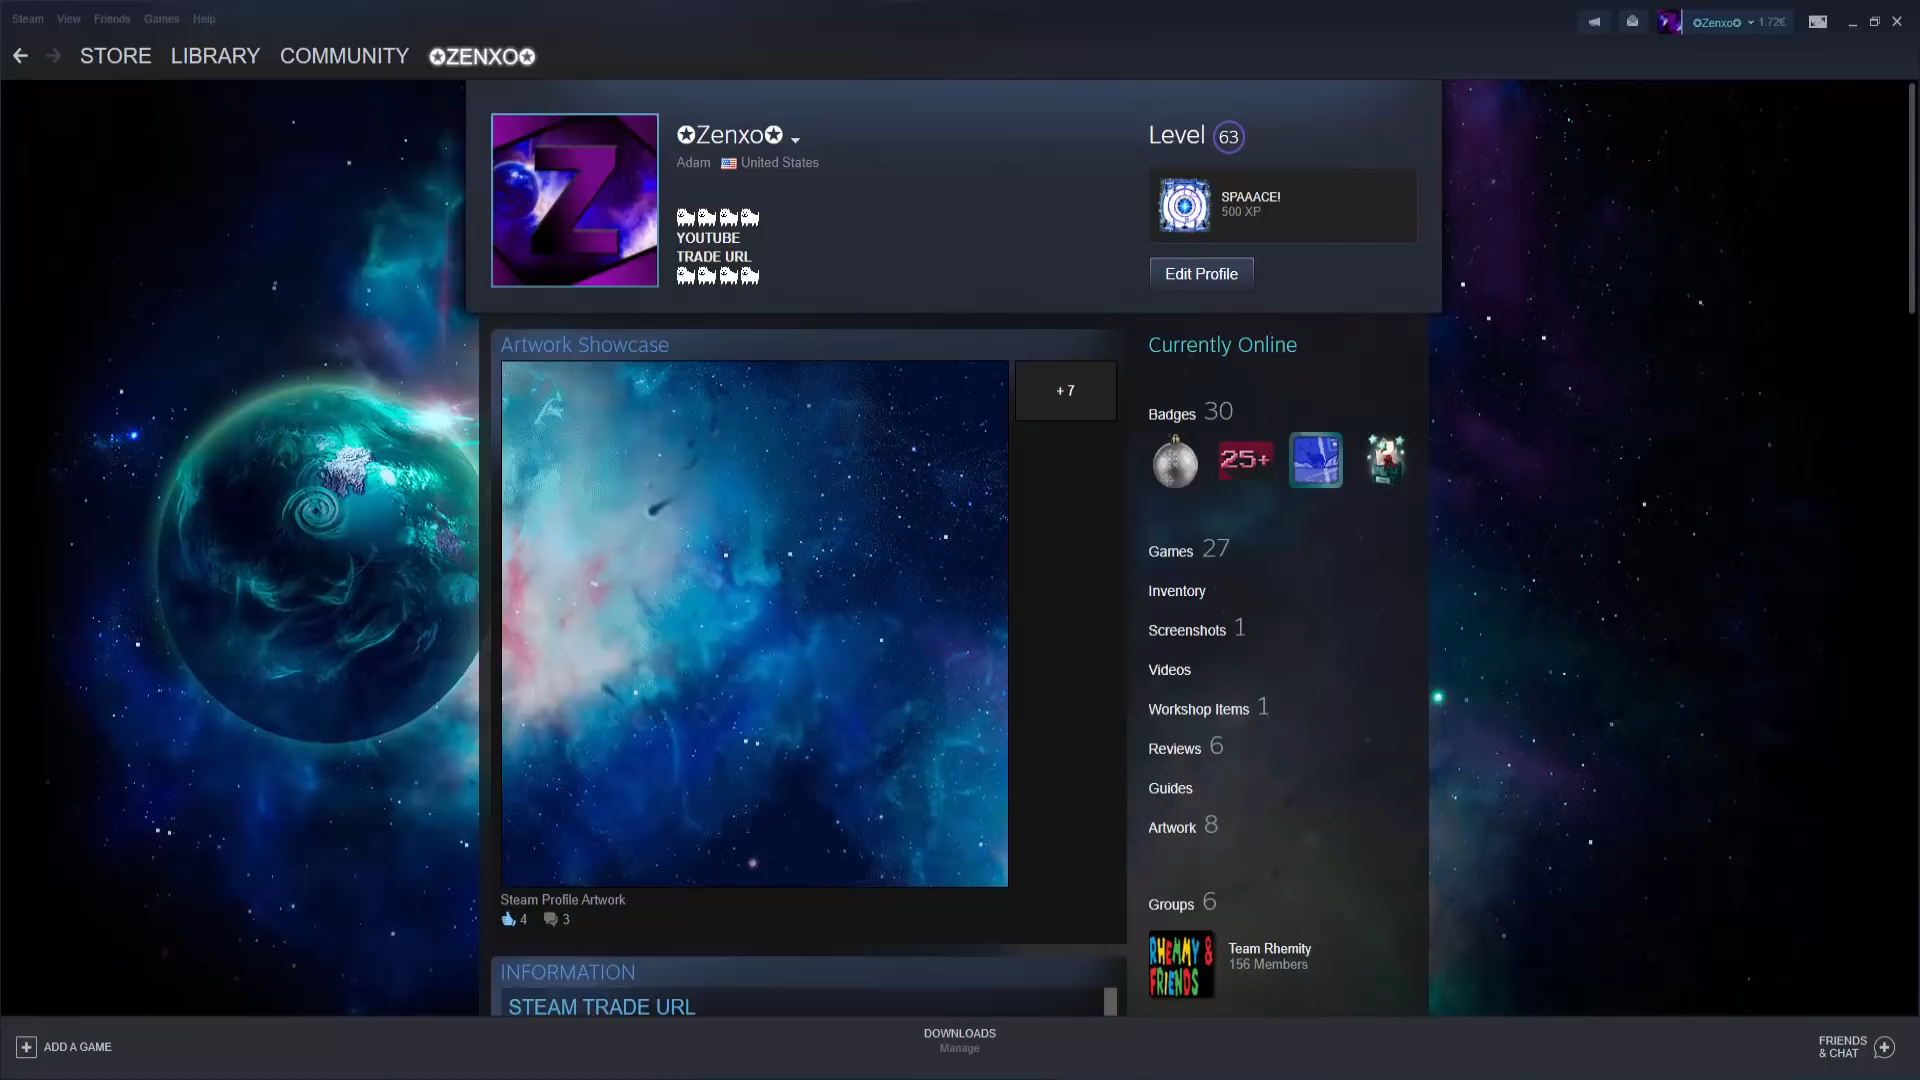 Steam View Friends Games Help
✪Zenxo✪ 1.72€
STORE LIBRARY COMMUNITY ✪ZENXO✪
Z
✪Zenxo✪
Adam United States
YOUTUBE
TRADE URL
Level 63
SPAAACE!
500 XP
Edit Profile
Artwork Showcase
+ 7
Steam Profile Artwork
4 3
INFORMATION
STEAM TRADE URL
Currently Online
Badges 30
25+
Games 27
Inventory
Screenshots 1
Videos
Workshop Items 1
Reviews 6
Guides
Artwork 8
Groups 6
RHEMMY &
FRIENDS
Team Rhemity
156 Members
ADD A GAME
DOWNLOADS
Manage
FRIENDS
& CHAT